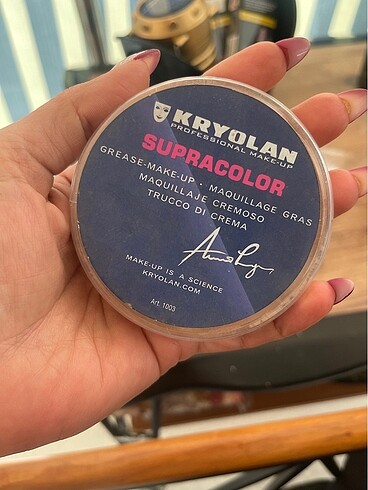 KRYOLAN
PROFESSIONAL MAKE-UP
SUPRACOLOR
GREASE-MAKE-UP · MAQUILLAGE GRAS
MAQUILLAJE CREMOSO
TRUCCO DI CREMA
MAKE-UP IS A SCIENCE
KRYOLAN.COM
Art. 1003